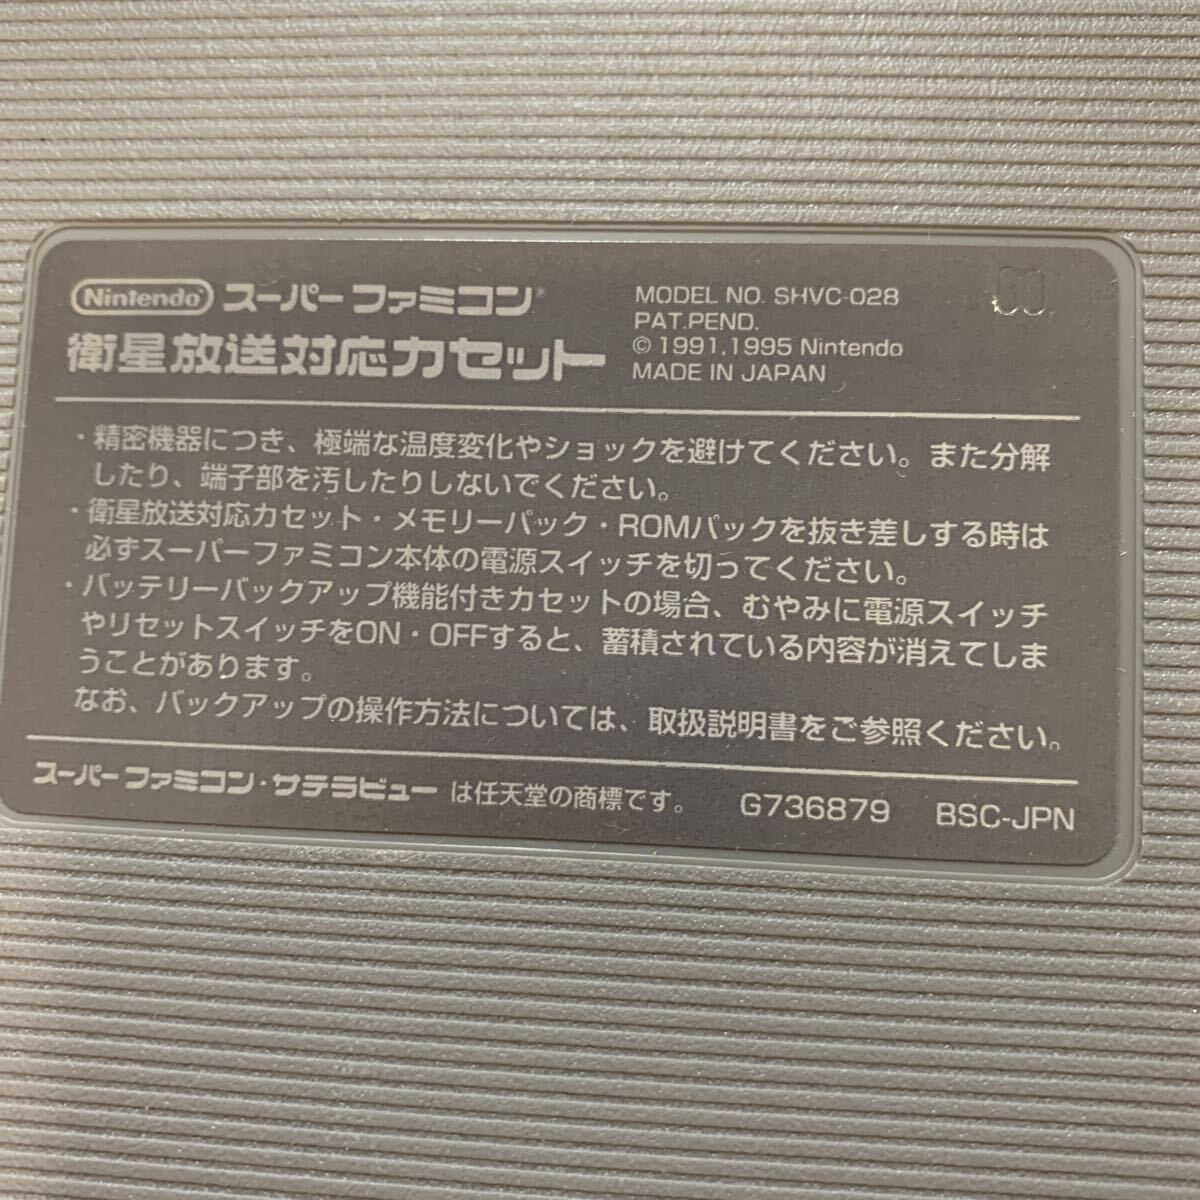 Nintendo スーパーファミコン®
衛星放送対応カセット
MODEL NO. SHVC-028
PAT.PEND.
© 1991,1995 Nintendo
MADE IN JAPAN
・精密機器につき、極端な温度変化やショックを避けてください。また分解
したり、端子部を汚したりしないでください。
・衛星放送対応カセット・メモリーパック・ROMパックを抜き差しする時は
必ずスーパーファミコン本体の電源スイッチを切ってください。
・バッテリーバックアップ機能付きカセットの場合、むやみに電源スイッチ
やリセットスイッチをON・OFFすると、蓄積されている内容が消えてしま
うことがあります。
なお、バックアップの操作方法については、取扱説明書をご参照ください。
スーパーファミコン・サテラビュー は任天堂の商標です。 G736879 BSC-JPN